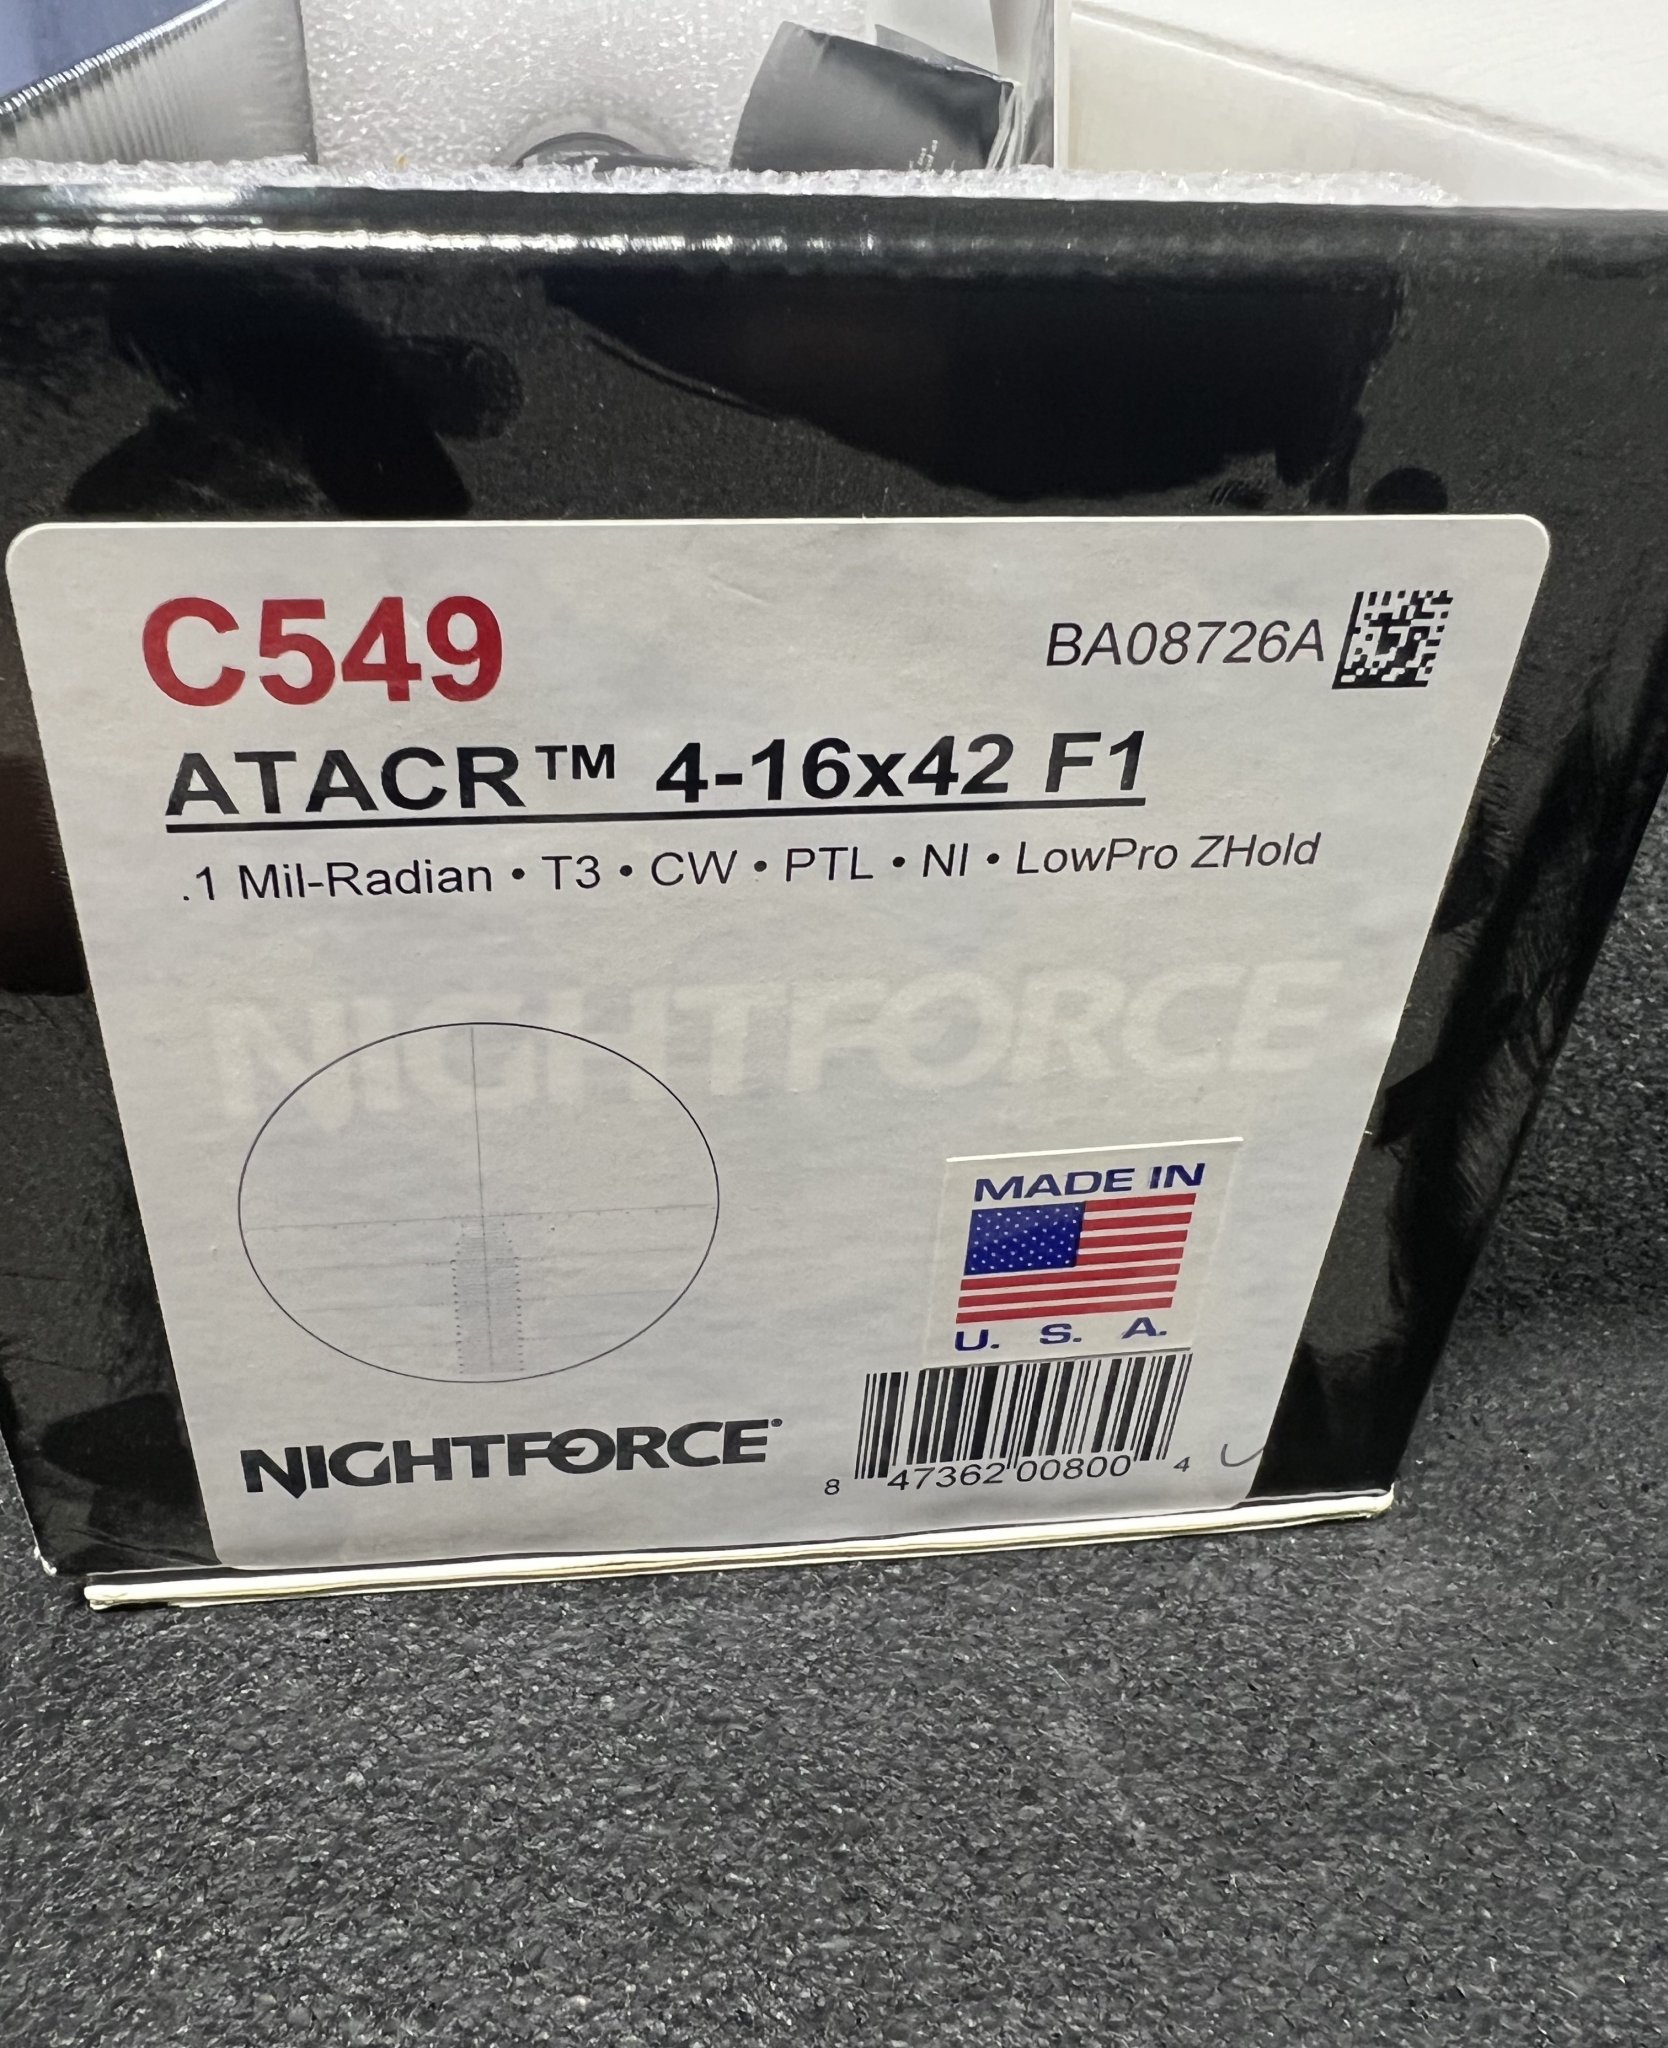 C549
BA08726A
ATACR™ 4-16x42 F1
.1 Mil-Radian • T3 • CW • PTL • NI • LowPro ZHold
NIGHTFORCE
MADE IN
U. S. A.
NIGHTFORCE®
8 47362 00800 4